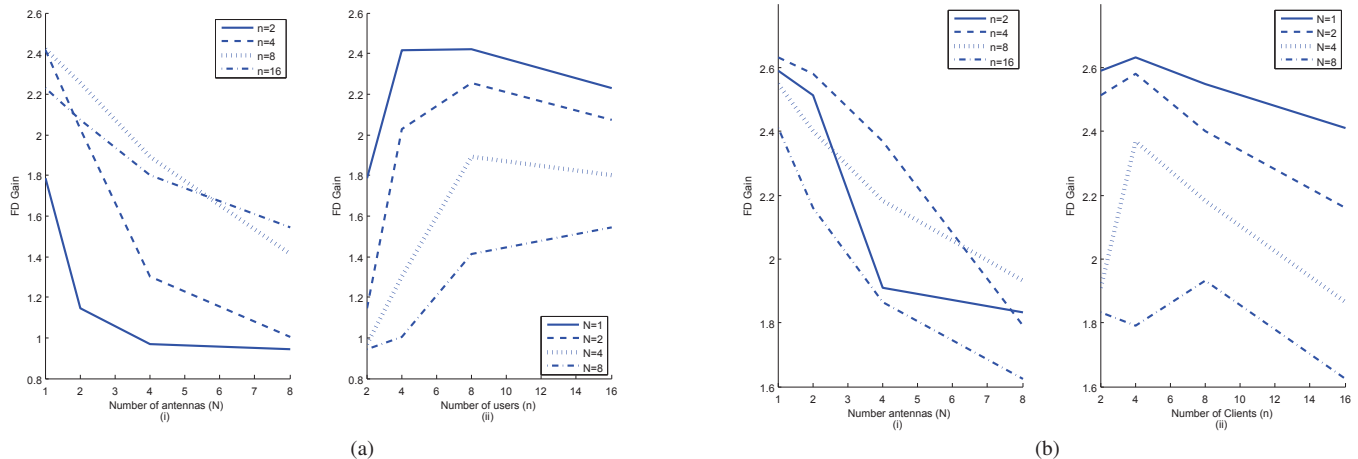 2.6
2.4
2.2
2
1.8
1.6
1.4
1.2
1
0.8
FD Gain
1 2 3 4 5 6 7 8
Number of antennas (N)
(i)
n=2
n=4
n=8
n=16
2.6
2.4
2.2
2
1.8
1.6
1.4
1.2
1
0.8
FD Gain
2 4 6 8 10 12 14 16
Number of users (n)
(ii)
N=1
N=2
N=4
N=8
(a)
2.6
2.4
2.2
2
1.8
1.6
FD Gain
1 2 3 4 5 6 7 8
Number antennas (N)
(i)
n=2
n=4
n=8
n=16
2.6
2.4
2.2
2
1.8
1.6
FD Gain
2 4 6 8 10 12 14 16
Number of Clients (n)
(ii)
N=1
N=2
N=4
N=8
(b)